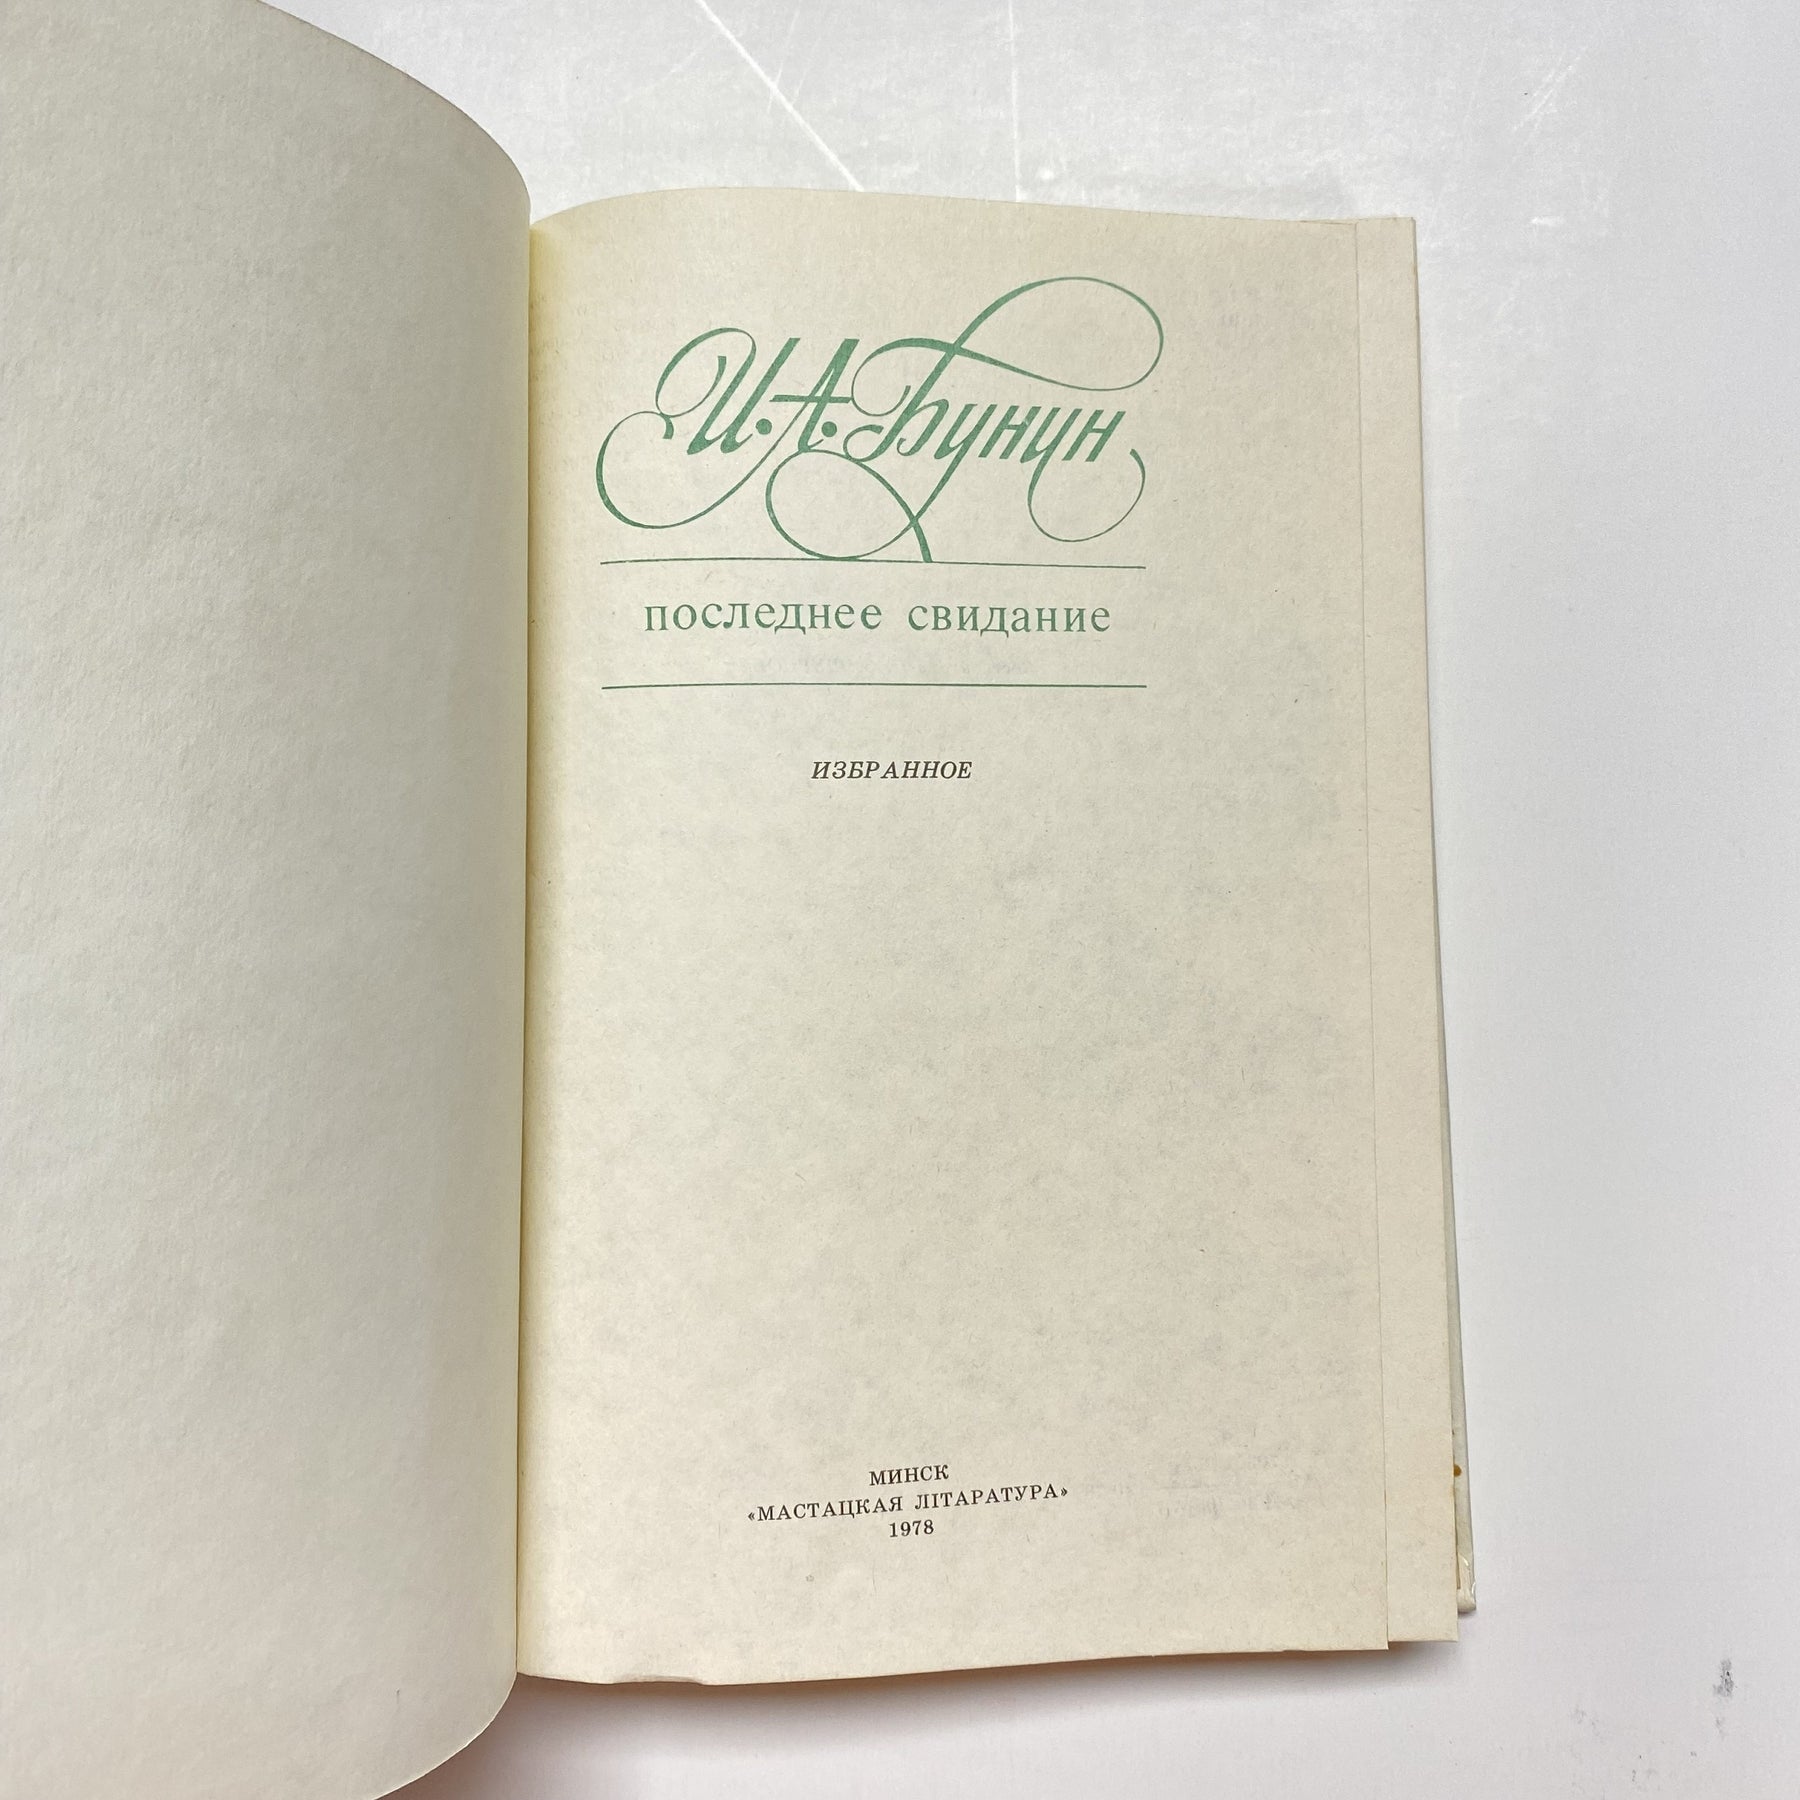 И. А. Бунин
последнее свидание
ИЗБРАННОЕ
МИНСК
«МАСТАЦКАЯ ЛІТАРАТУРА»
1978